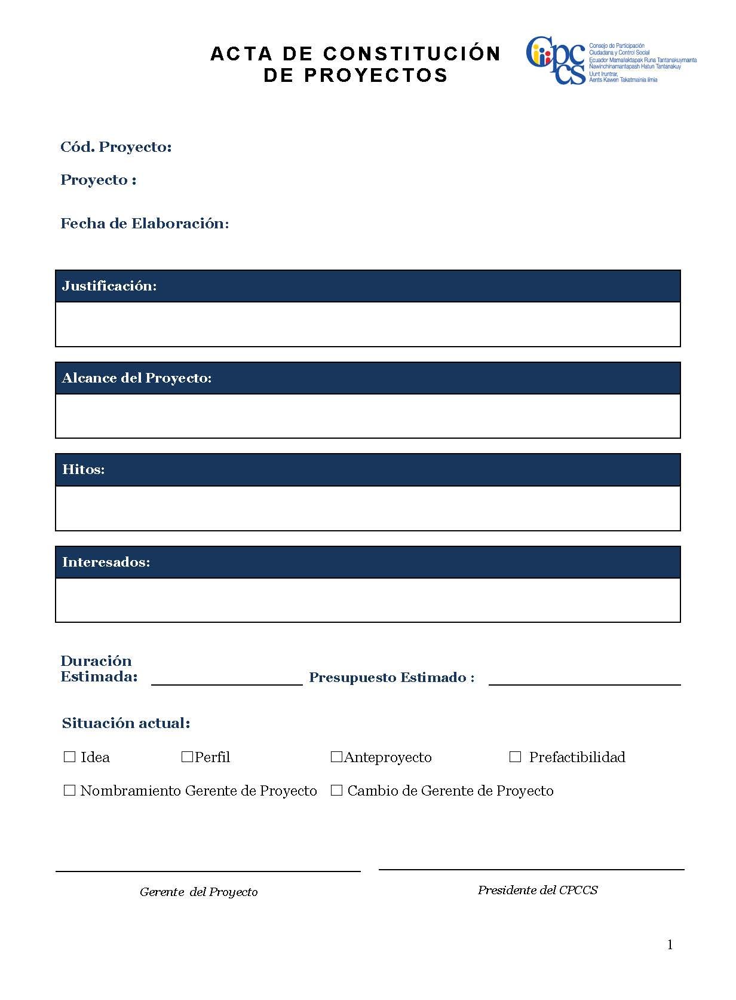 ACTA DE CONSTITUCIÓN
DE PROYECTOS
Cpccs
Consejo de Participación
Ciudadana y Control Social
Ecuador Mamallaktapak Runa Tantanakuymanta
Nawinchinamantapash Hatun Tantanakuy
Uunt Iruntrar,
Aents Kawen Takatmainia iimia
Cód. Proyecto:
Proyecto :
Fecha de Elaboración:
Justificación:
Alcance del Proyecto:
Hitos:
Interesados:
Duración
Estimada:
Presupuesto Estimado :
Situación actual:
☐ Idea ☐Perfil ☐Anteproyecto ☐ Prefactibilidad
☐ Nombramiento Gerente de Proyecto ☐ Cambio de Gerente de Proyecto
Gerente del Proyecto
Presidente del CPCCS
1